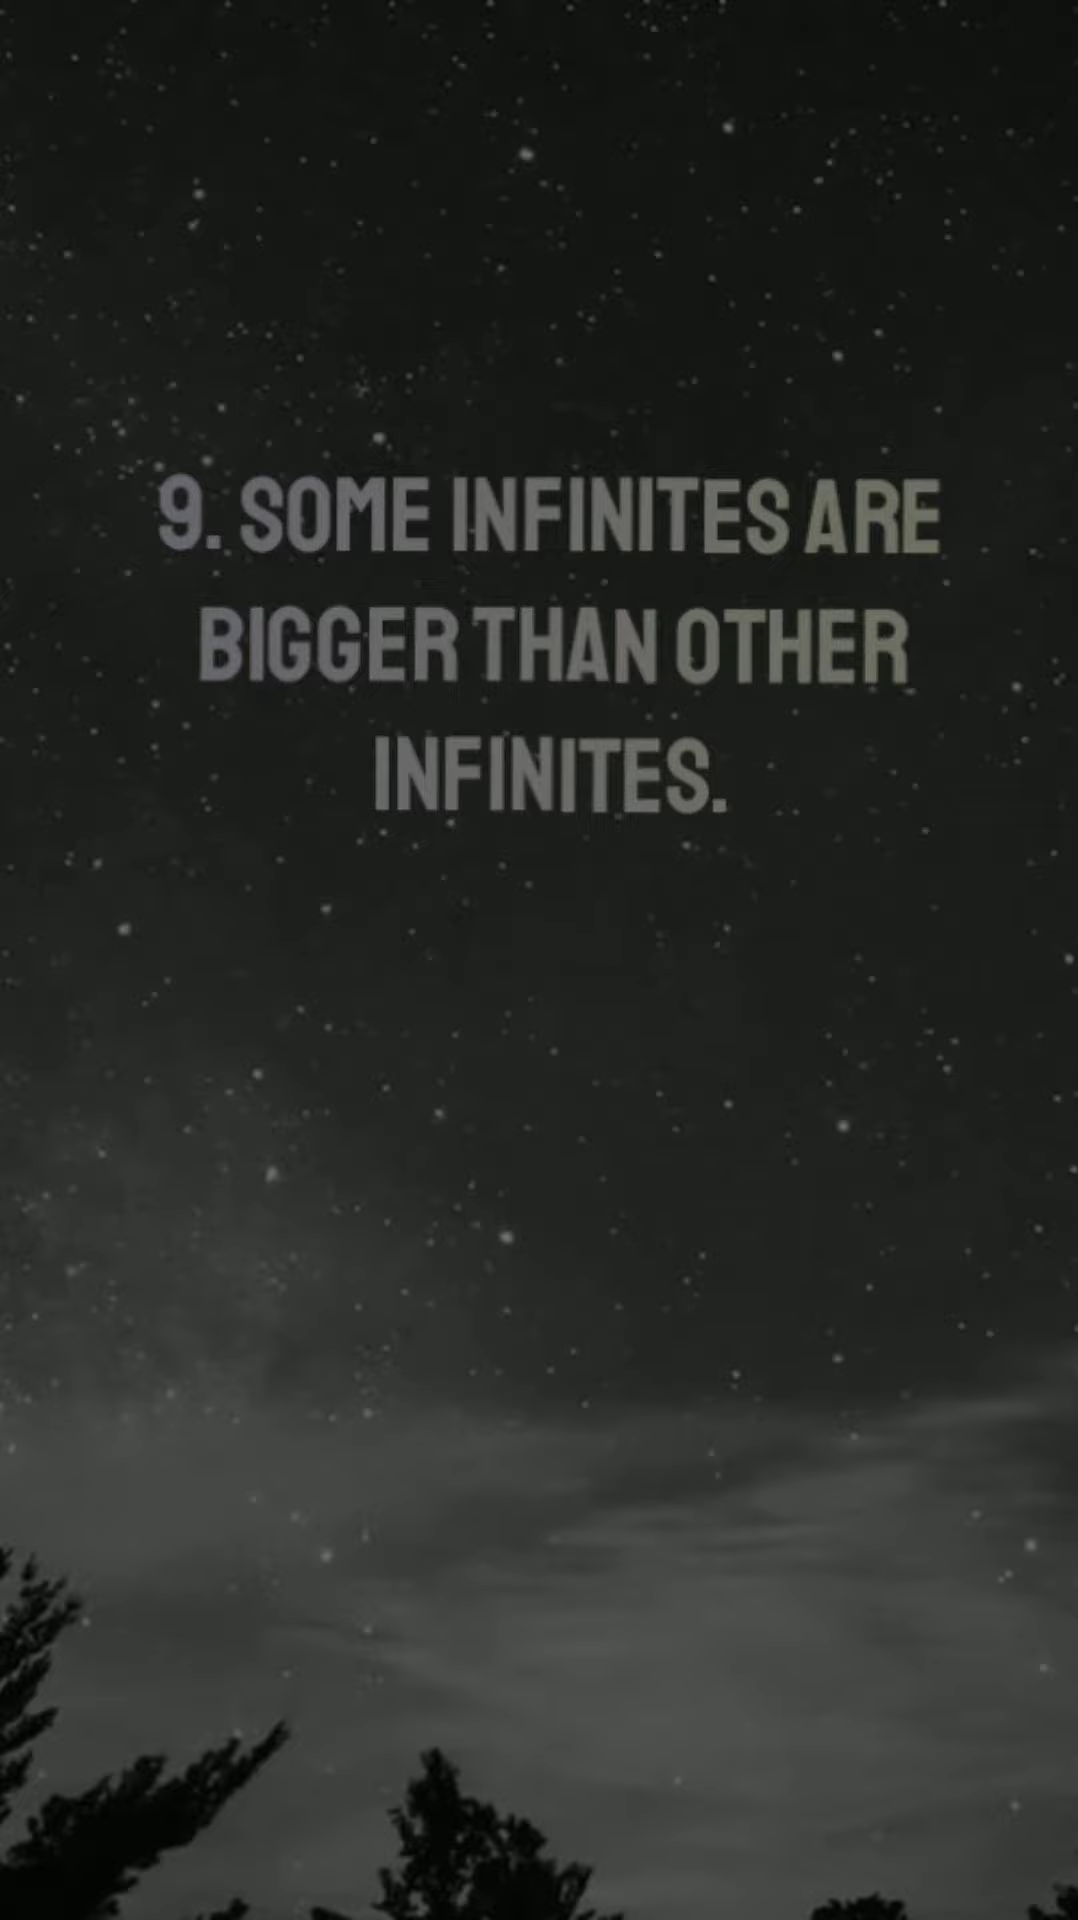 9. SOME INFINITES ARE
BIGGER THAN OTHER
INFINITES.